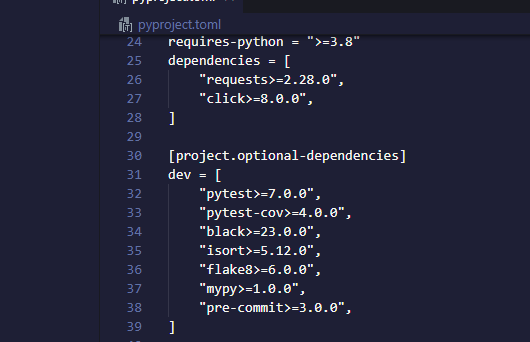 pyproject.toml
pyproject.toml
24 requires-python = ">=3.8"
25 dependencies = [
26     "requests>=2.28.0",
27     "click>=8.0.0",
28 ]
29
30 [project.optional-dependencies]
31 dev = [
32     "pytest>=7.0.0",
33     "pytest-cov>=4.0.0",
34     "black>=23.0.0",
35     "isort>=5.12.0",
36     "flake8>=6.0.0",
37     "mypy>=1.0.0",
38     "pre-commit>=3.0.0",
39 ]